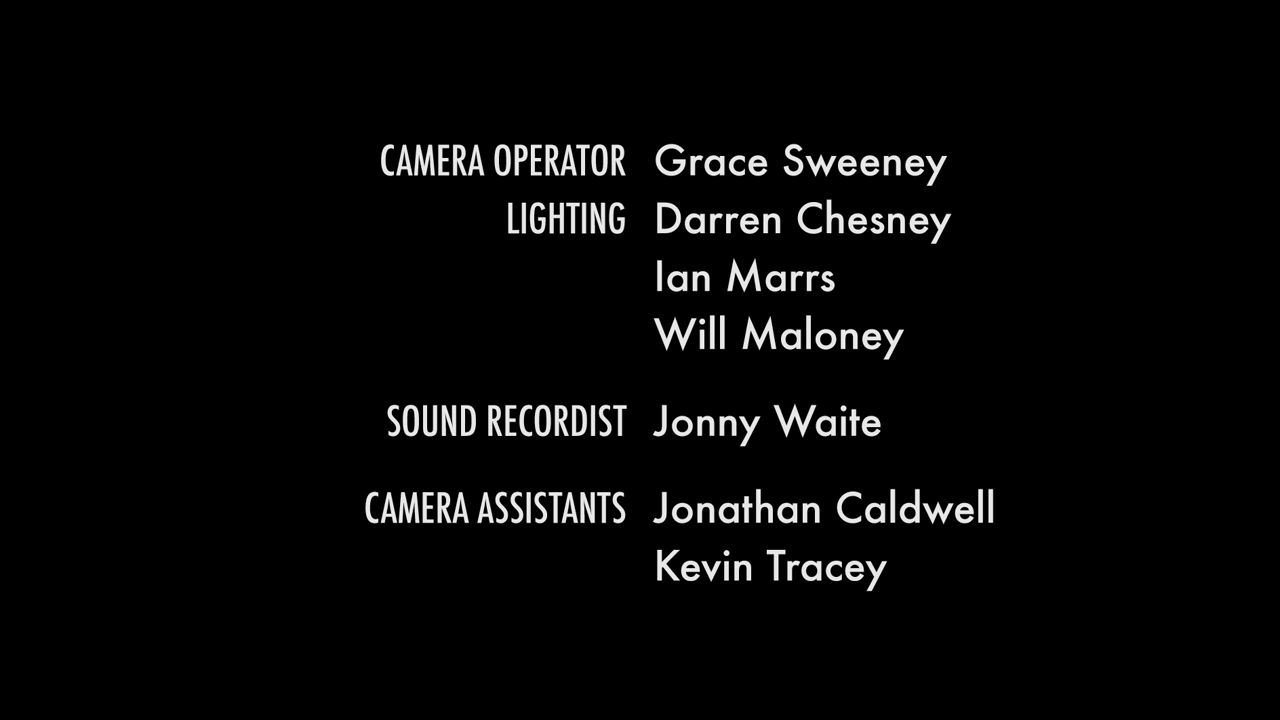 CAMERA OPERATOR Grace Sweeney
LIGHTING Darren Chesney
Ian Marrs
Will Maloney
SOUND RECORDIST Jonny Waite
CAMERA ASSISTANTS Jonathan Caldwell
Kevin Tracey